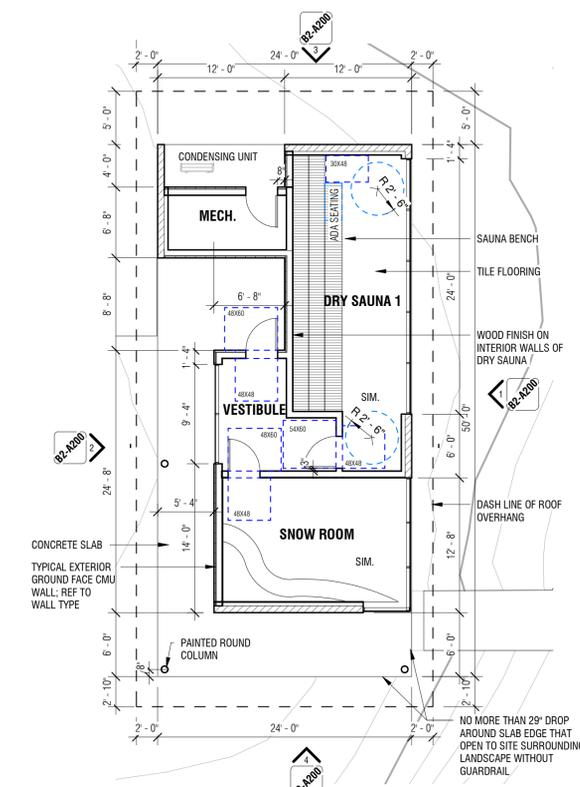 B2-A200
3
2' - 0"
24' - 0"
2' - 0"
12' - 0"
12' - 0"
5' - 0"
5' - 0"
1' - 4"
4' - 0"
CONDENSING UNIT
8"
30X48
R 2' - 6"
ADA SEATING
MECH.
6' - 8"
SAUNA BENCH
TILE FLOORING
24' - 0"
6' - 8"
DRY SAUNA 1
8' - 8"
48X60
WOOD FINISH ON
INTERIOR WALLS OF
DRY SAUNA
1' - 4"
48X48
SIM.
1
B2-A200
VESTIBULE
R 2' - 6"
9' - 4"
48X60
54X60
50' - 0"
6' - 0"
B2-A200
2
3"
48X48
24' - 8"
5' - 4"
48X48
DASH LINE OF ROOF
OVERHANG
SNOW ROOM
14' - 0"
12' - 8"
CONCRETE SLAB
SIM.
TYPICAL EXTERIOR
GROUND FACE CMU
WALL; REF TO
WALL TYPE
6' - 0"
6' - 0"
PAINTED ROUND
COLUMN
8"
2' - 10"
2' - 10"
2' - 0"
24' - 0"
2' - 0"
NO MORE THAN 29" DROP
AROUND SLAB EDGE THAT
OPEN TO SITE SURROUNDING
LANDSCAPE WITHOUT
GUARDRAIL
4
B2-A200